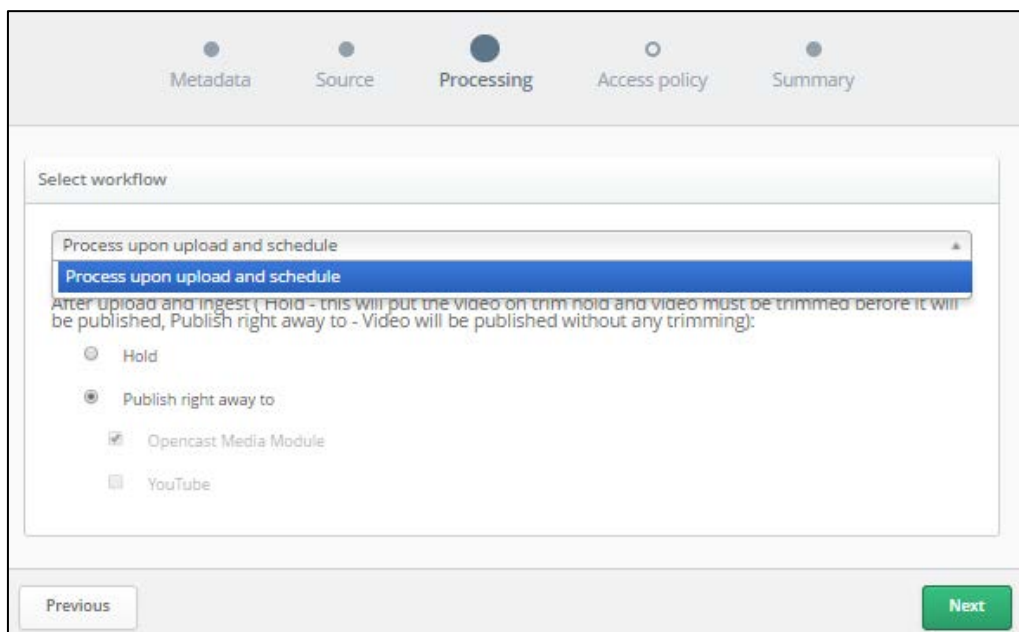 Metadata Source Processing Access policy Summary
Select workflow
Process upon upload and schedule
Process upon upload and schedule
After upload and ingest ( Hold - this will put the video on trim hold and video must be trimmed before it will
be published, Publish right away to - Video will be published without any trimming):
Hold
Publish right away to
Opencast Media Module
YouTube
Previous Next